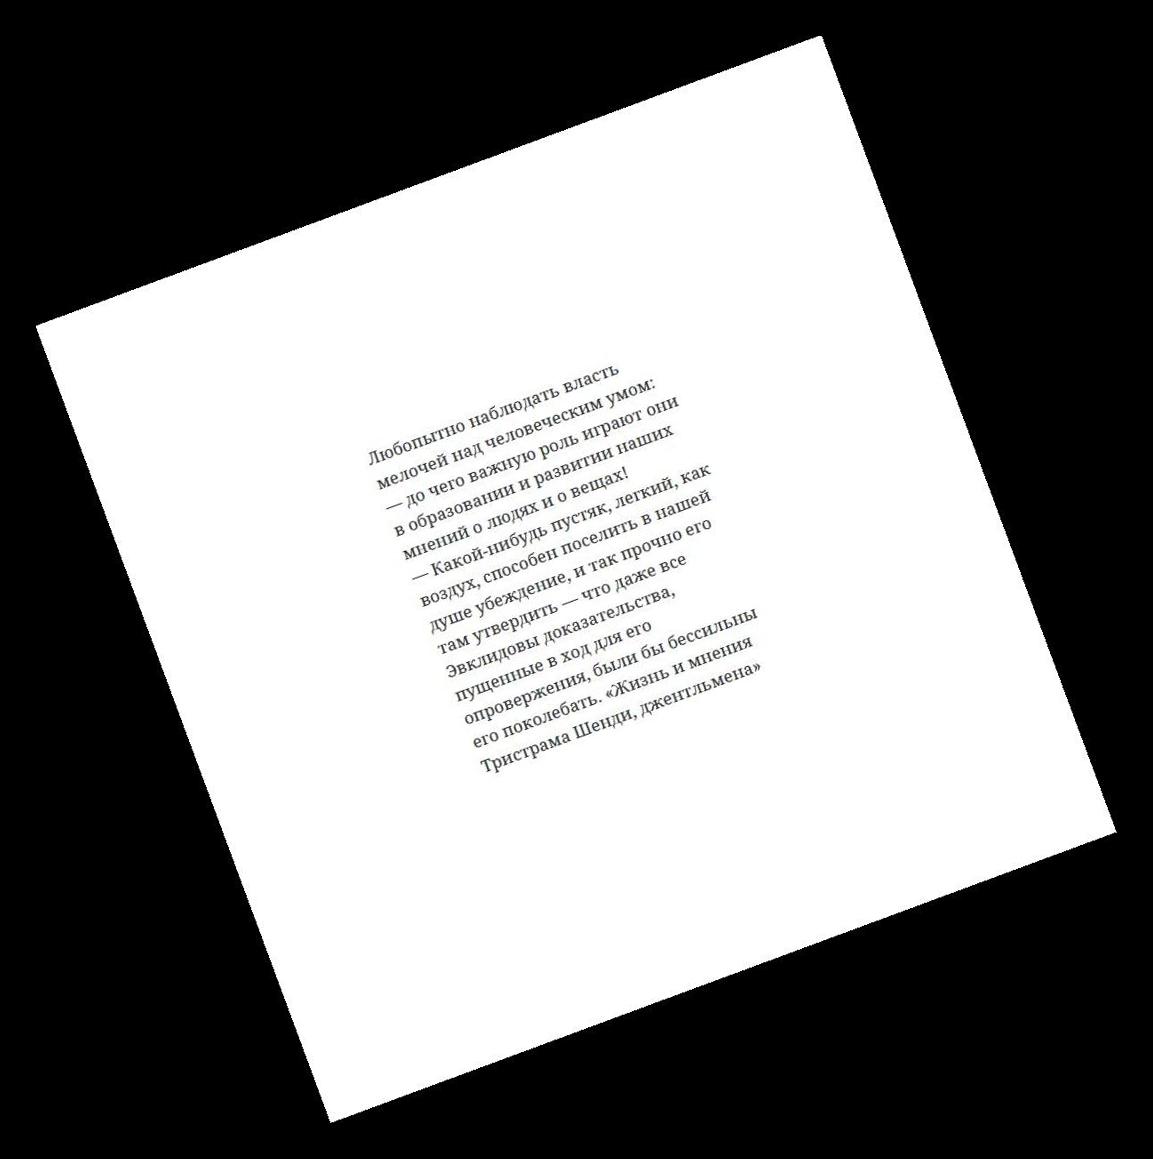 Любопытно наблюдать власть
мелочей над человеческим умом:
— до чего важную роль играют они
в образовании и развитии наших
мнений о людях и о вещах!
— Какой-нибудь пустяк, легкий, как
воздух, способен поселить в нашей
душе убеждение, и так прочно его
там утвердить — что даже все
Эвклидовы доказательства,
пущенные в ход для его
опровержения, были бы бессильны
его поколебать. «Жизнь и мнения
Тристрама Шенди, джентльмена»